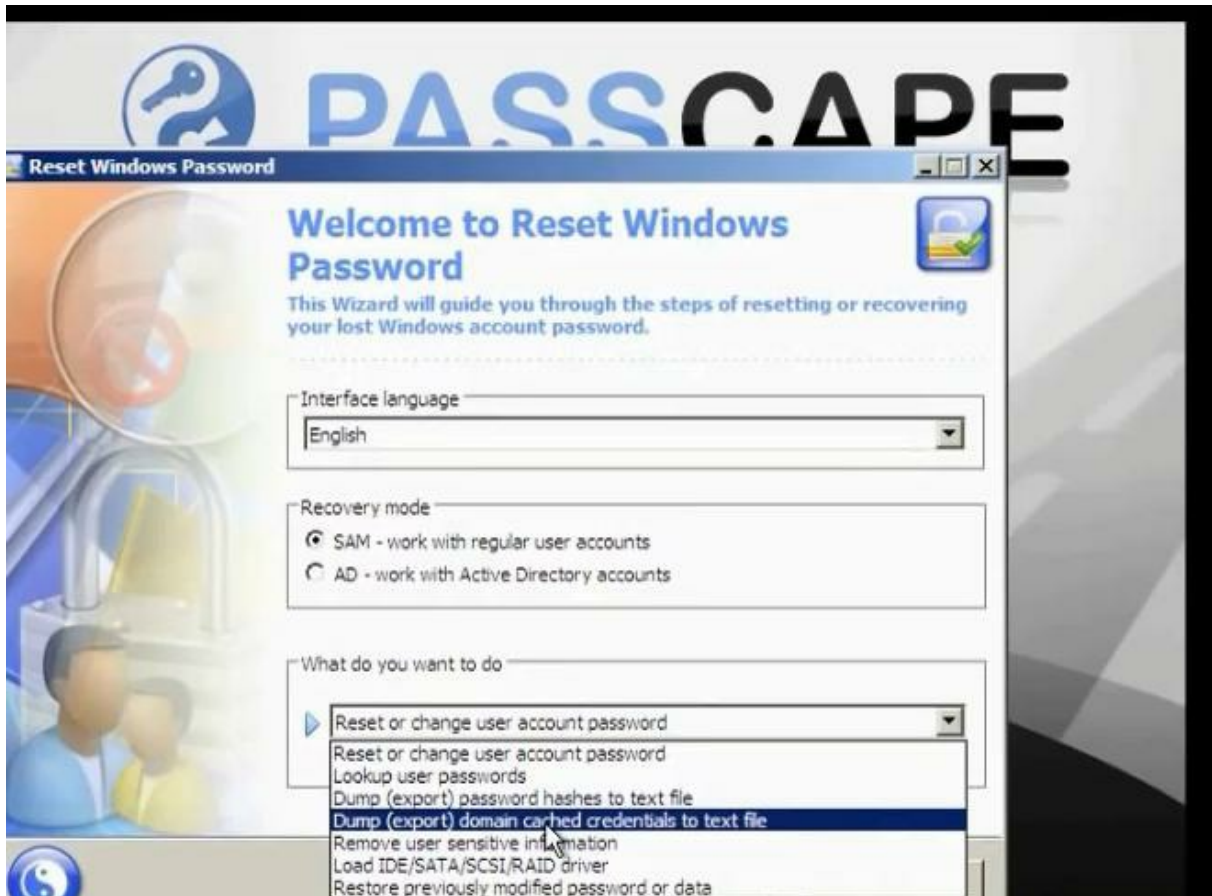 PASSCAPE
Reset Windows Password
Welcome to Reset Windows
Password
This Wizard will guide you through the steps of resetting or recovering
your lost Windows account password.
Interface language
English
Recovery mode
SAM - work with regular user accounts
AD - work with Active Directory accounts
What do you want to do
Reset or change user account password
Reset or change user account password
Lookup user passwords
Dump (export) password hashes to text file
Dump (export) domain cached credentials to text file
Remove user sensitive information
Load IDE/SATA/SCSI/RAID driver
Restore previously modified password or data